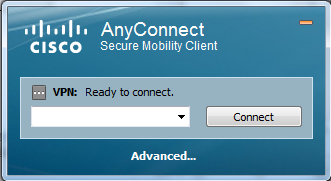 AnyConnect
CISCO
Secure Mobility Client
VPN: Ready to connect.
Connect
Advanced...